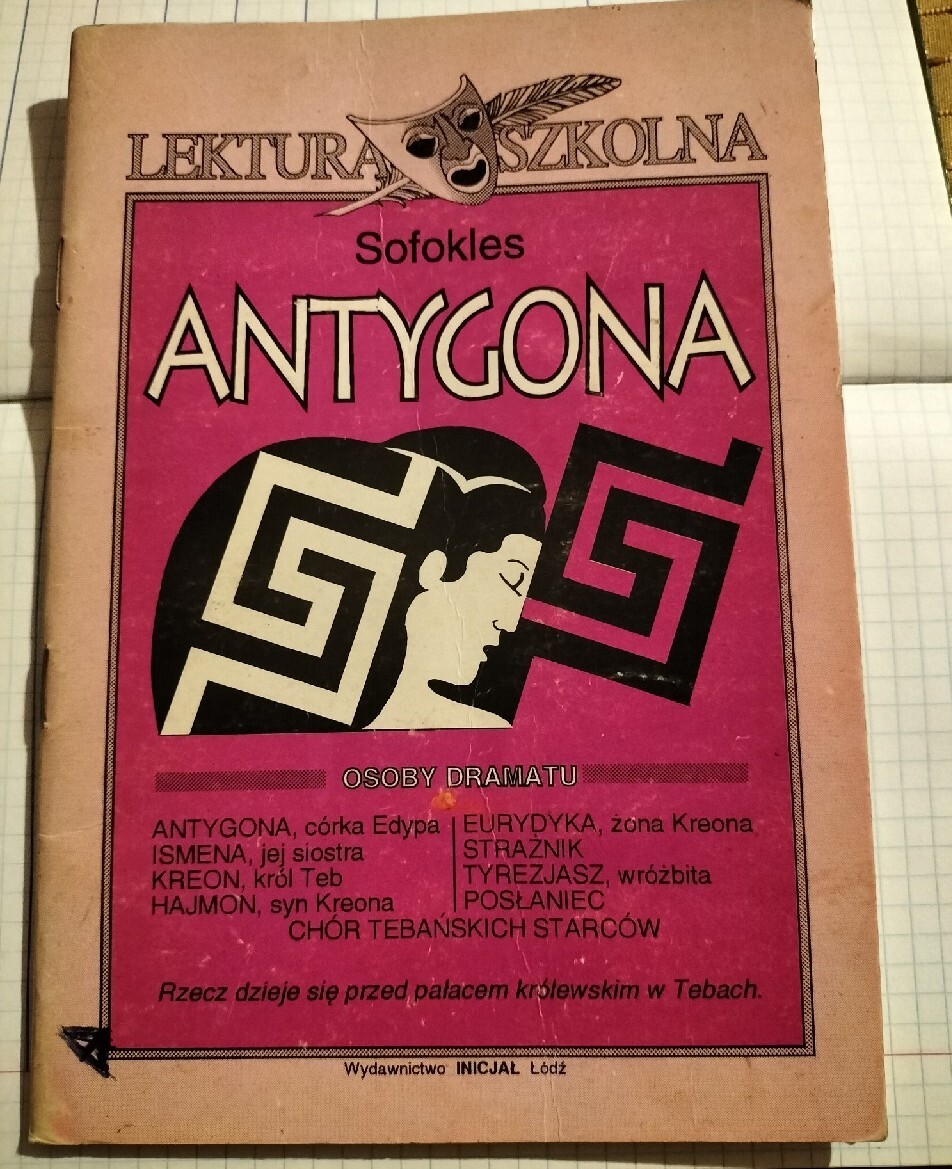 LEKTURA SZKOLNA
Sofokles
ANTYGONA
OSOBY DRAMATU
ANTYGONA, córka Edypa
ISMENA, jej siostra
KREON, król Teb
HAJMON, syn Kreona
EURYDYKA, żona Kreona
STRAŻNIK
TYREZJASZ, wróżbita
POSŁANIEC
CHÓR TEBAŃSKICH STARCÓW
Rzecz dzieje się przed pałacem królewskim w Tebach.
Wydawnictwo INICJAŁ Łódź